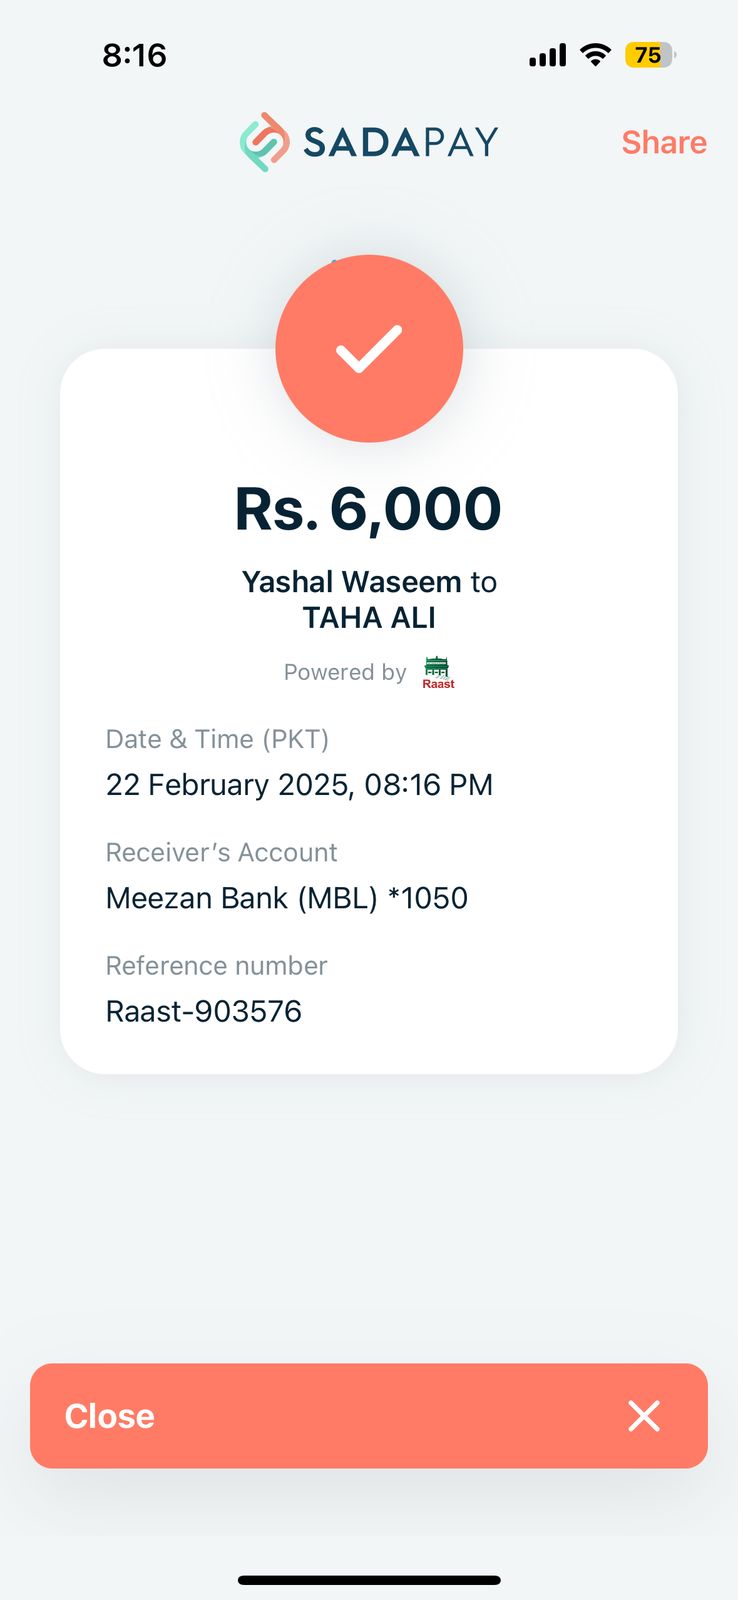 8:16
75
SADAPAY
Share
Rs. 6,000
Yashal Waseem to
TAHA ALI
Powered by Raast
Date & Time (PKT)
22 February 2025, 08:16 PM
Receiver’s Account
Meezan Bank (MBL) *1050
Reference number
Raast-903576
Close